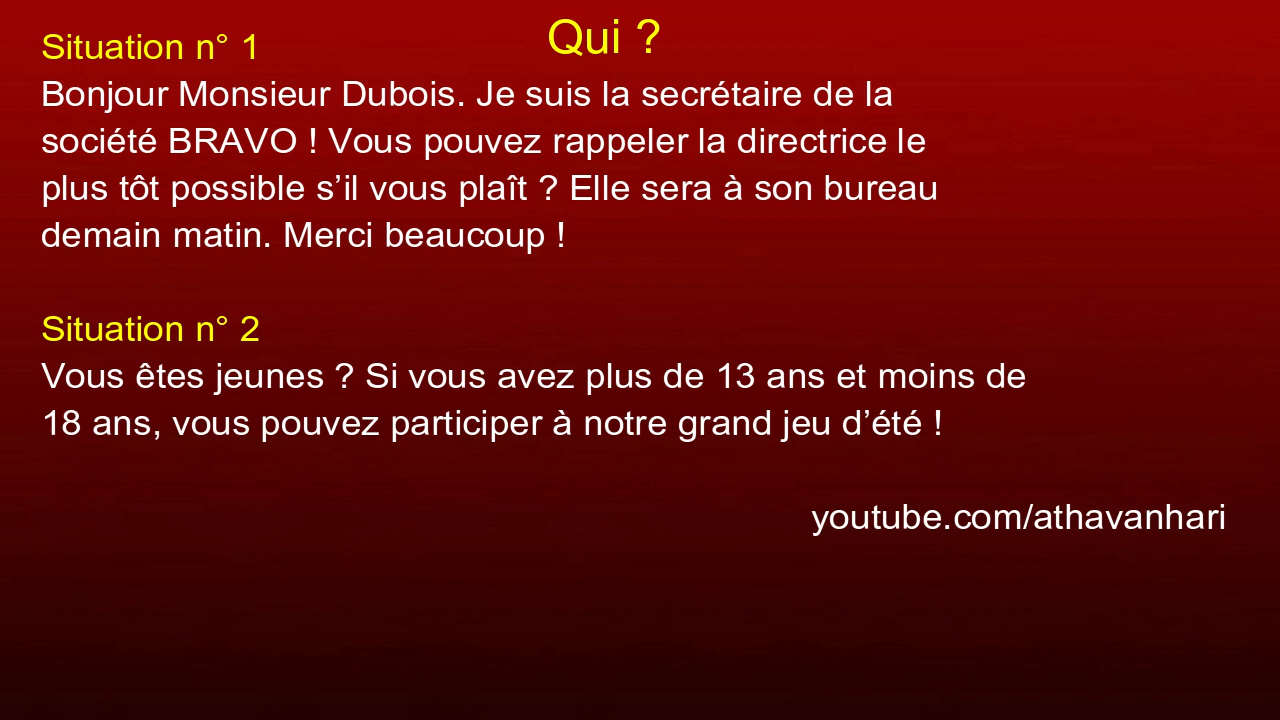 Qui ?
Situation n° 1
Bonjour Monsieur Dubois. Je suis la secrétaire de la
société BRAVO ! Vous pouvez rappeler la directrice le
plus tôt possible s’il vous plaît ? Elle sera à son bureau
demain matin. Merci beaucoup !
Situation n° 2
Vous êtes jeunes ? Si vous avez plus de 13 ans et moins de
18 ans, vous pouvez participer à notre grand jeu d’été !
youtube.com/athavanhari